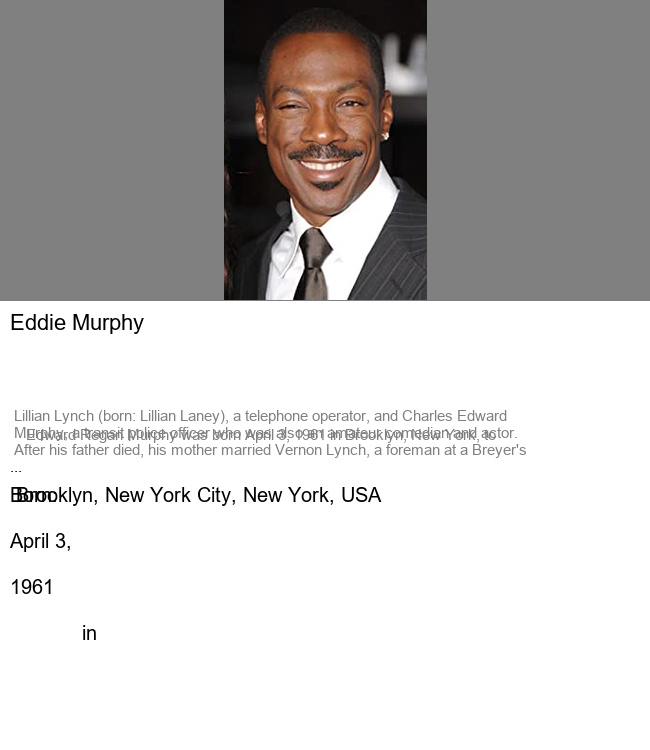 Eddie Murphy
Lillian Lynch (born: Lillian Laney), a telephone operator, and Charles Edward
Murphy, a transit police officer who was also an amateur comedian and actor.
Edward Regan Murphy was born April 3, 1961 in Brooklyn, New York, to
After his father died, his mother married Vernon Lynch, a foreman at a Breyer's
...
Born
Brooklyn, New York City, New York, USA
April 3,
1961
in